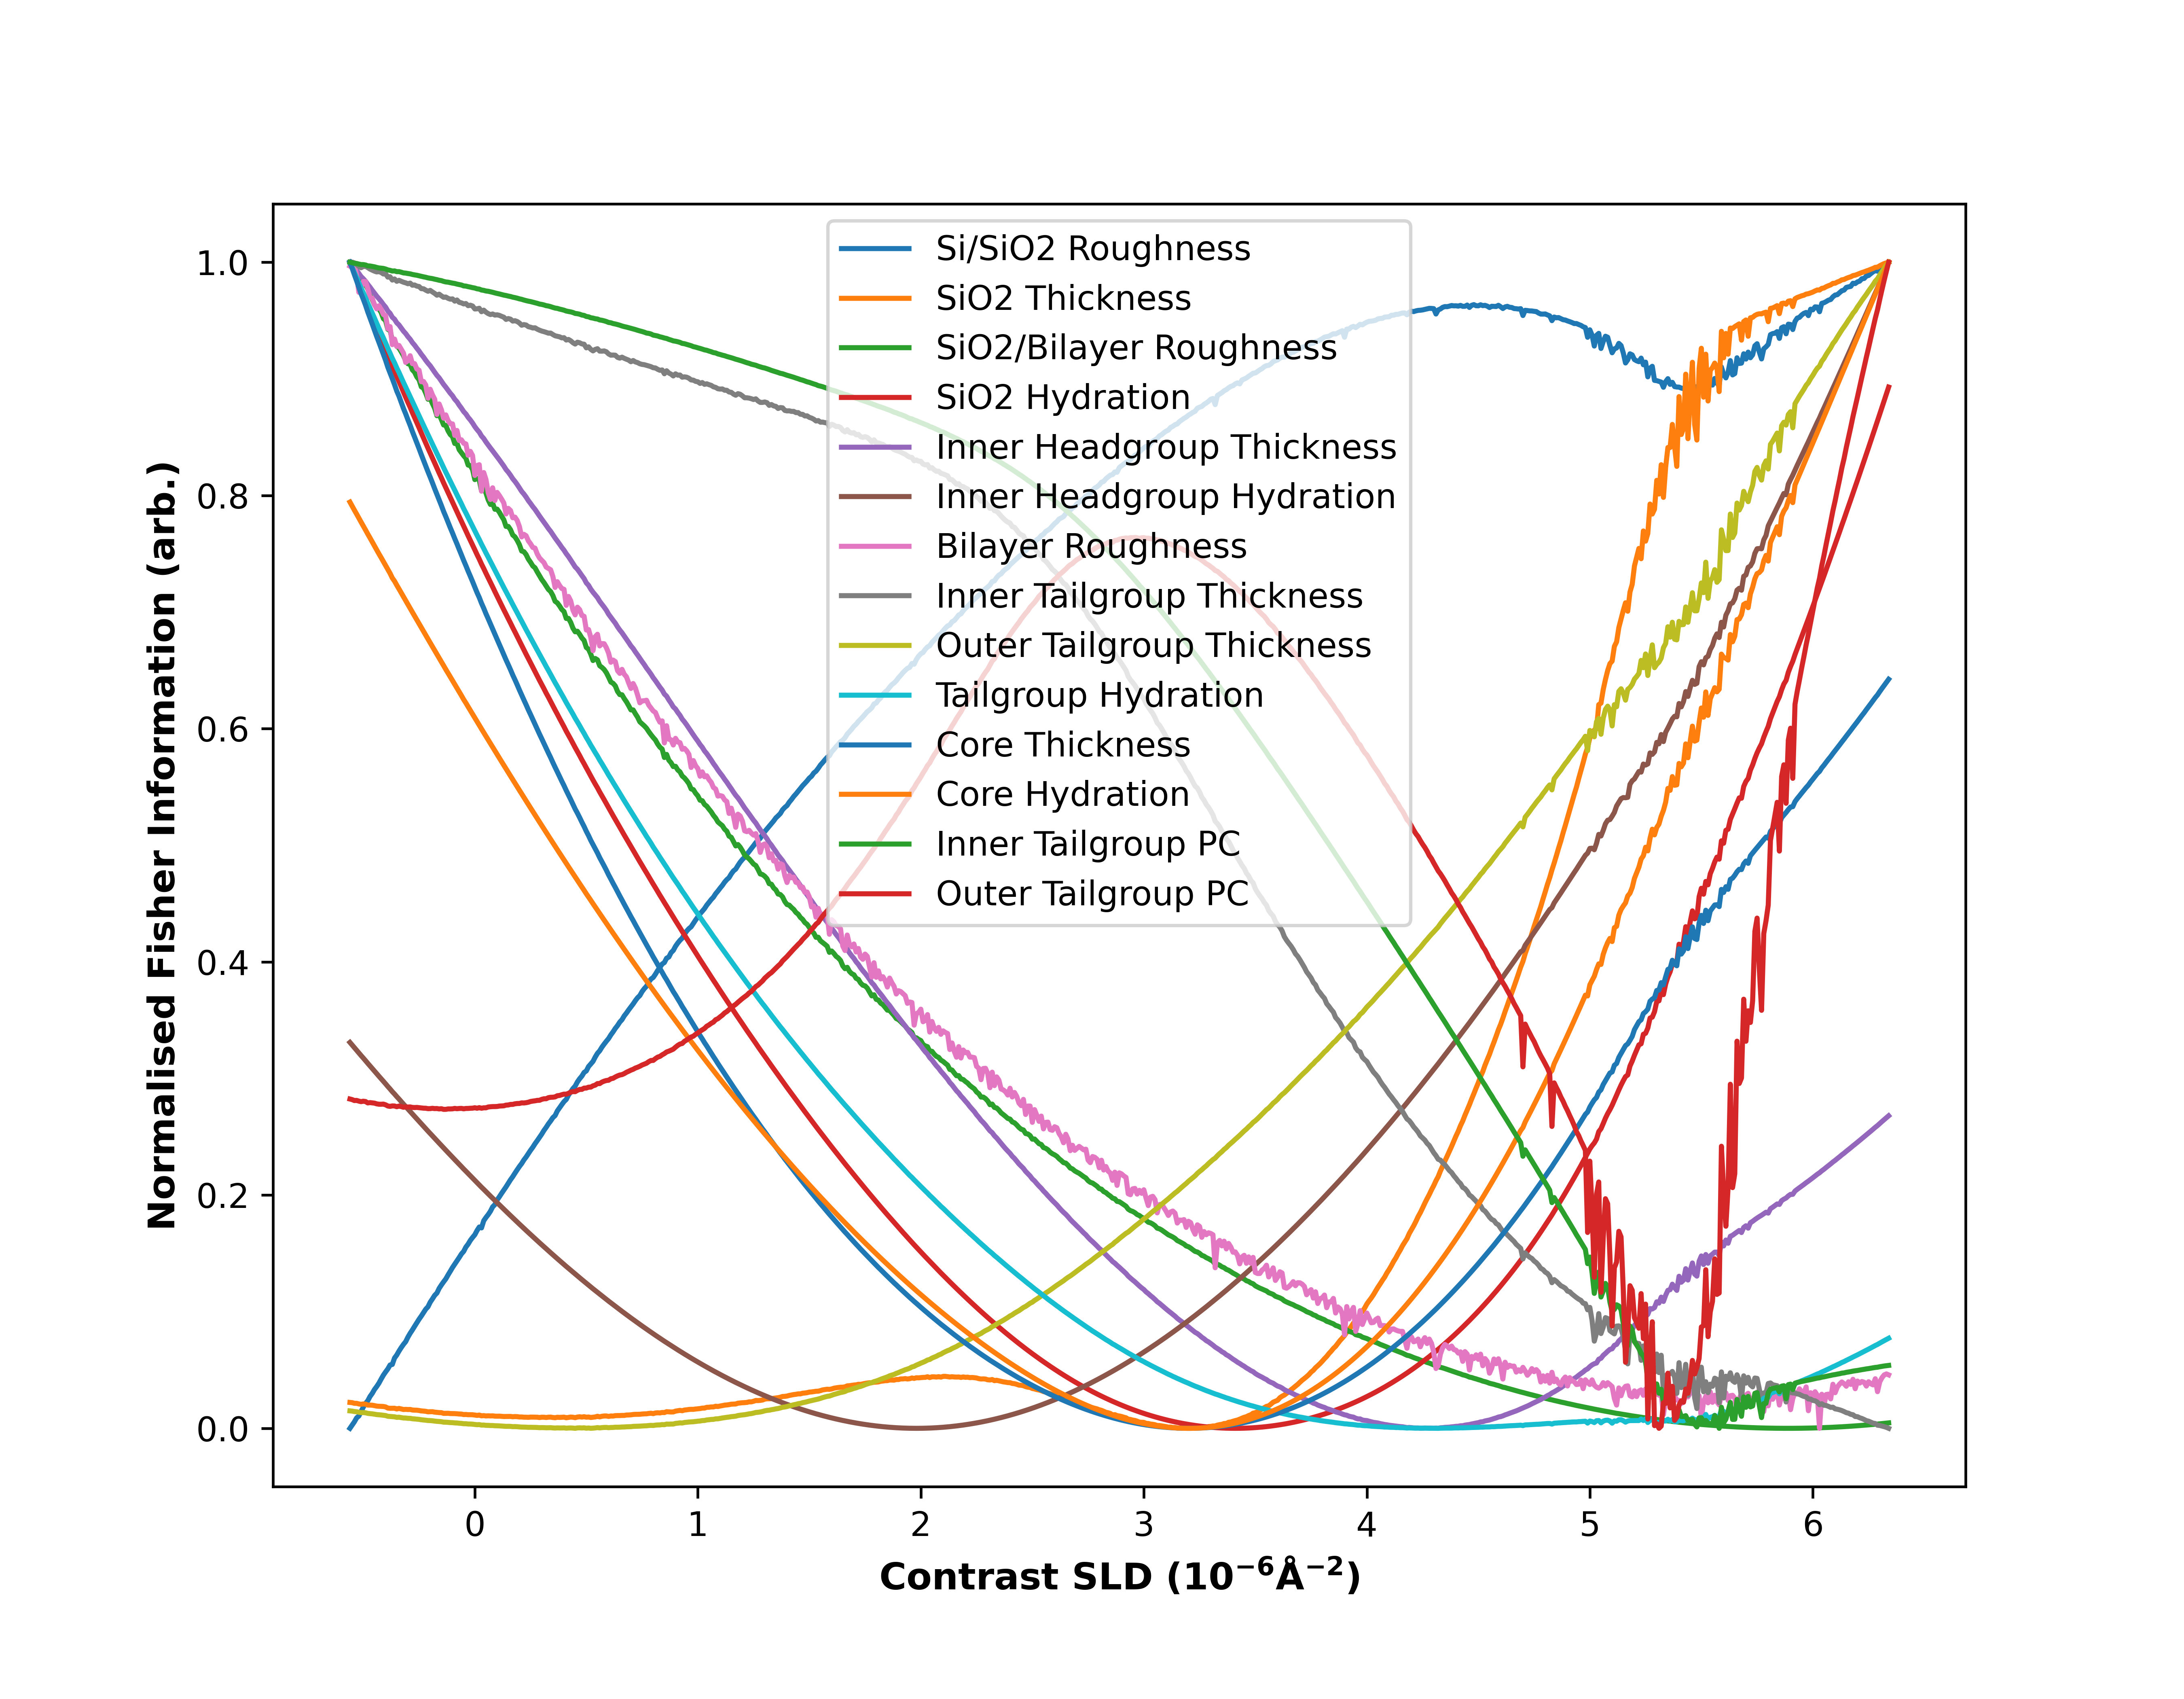 Normalised Fisher Information (arb.)
1.0
0.8
0.6
0.4
0.2
0.0
Si/SiO2 Roughness
SiO2 Thickness
SiO2/Bilayer Roughness
SiO2 Hydration
Inner Headgroup Thickness
Inner Headgroup Hydration
Bilayer Roughness
Inner Tailgroup Thickness
Outer Tailgroup Thickness
Tailgroup Hydration
Core Thickness
Core Hydration
Inner Tailgroup PC
Outer Tailgroup PC
0 1 2 3 4 5 6
Contrast SLD (10⁻⁶Å⁻²)